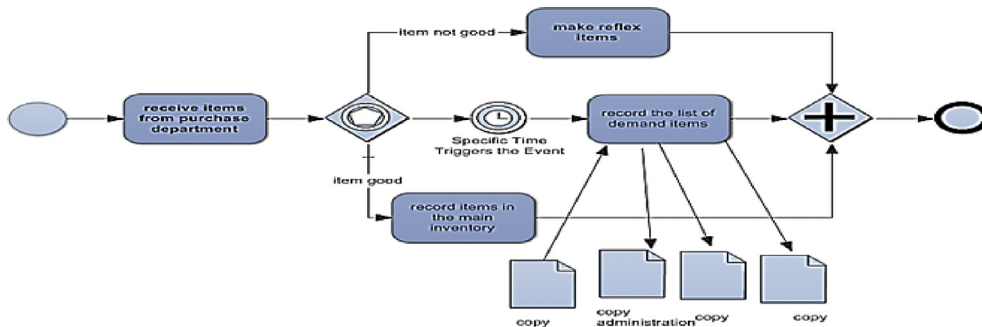 item not good
make reflex
items
receive items
from purchase
department
Specific Time
Triggers the Event
record the list of
demand items
item good
record items in
the main
inventory
copy
copy
administration
copy
copy